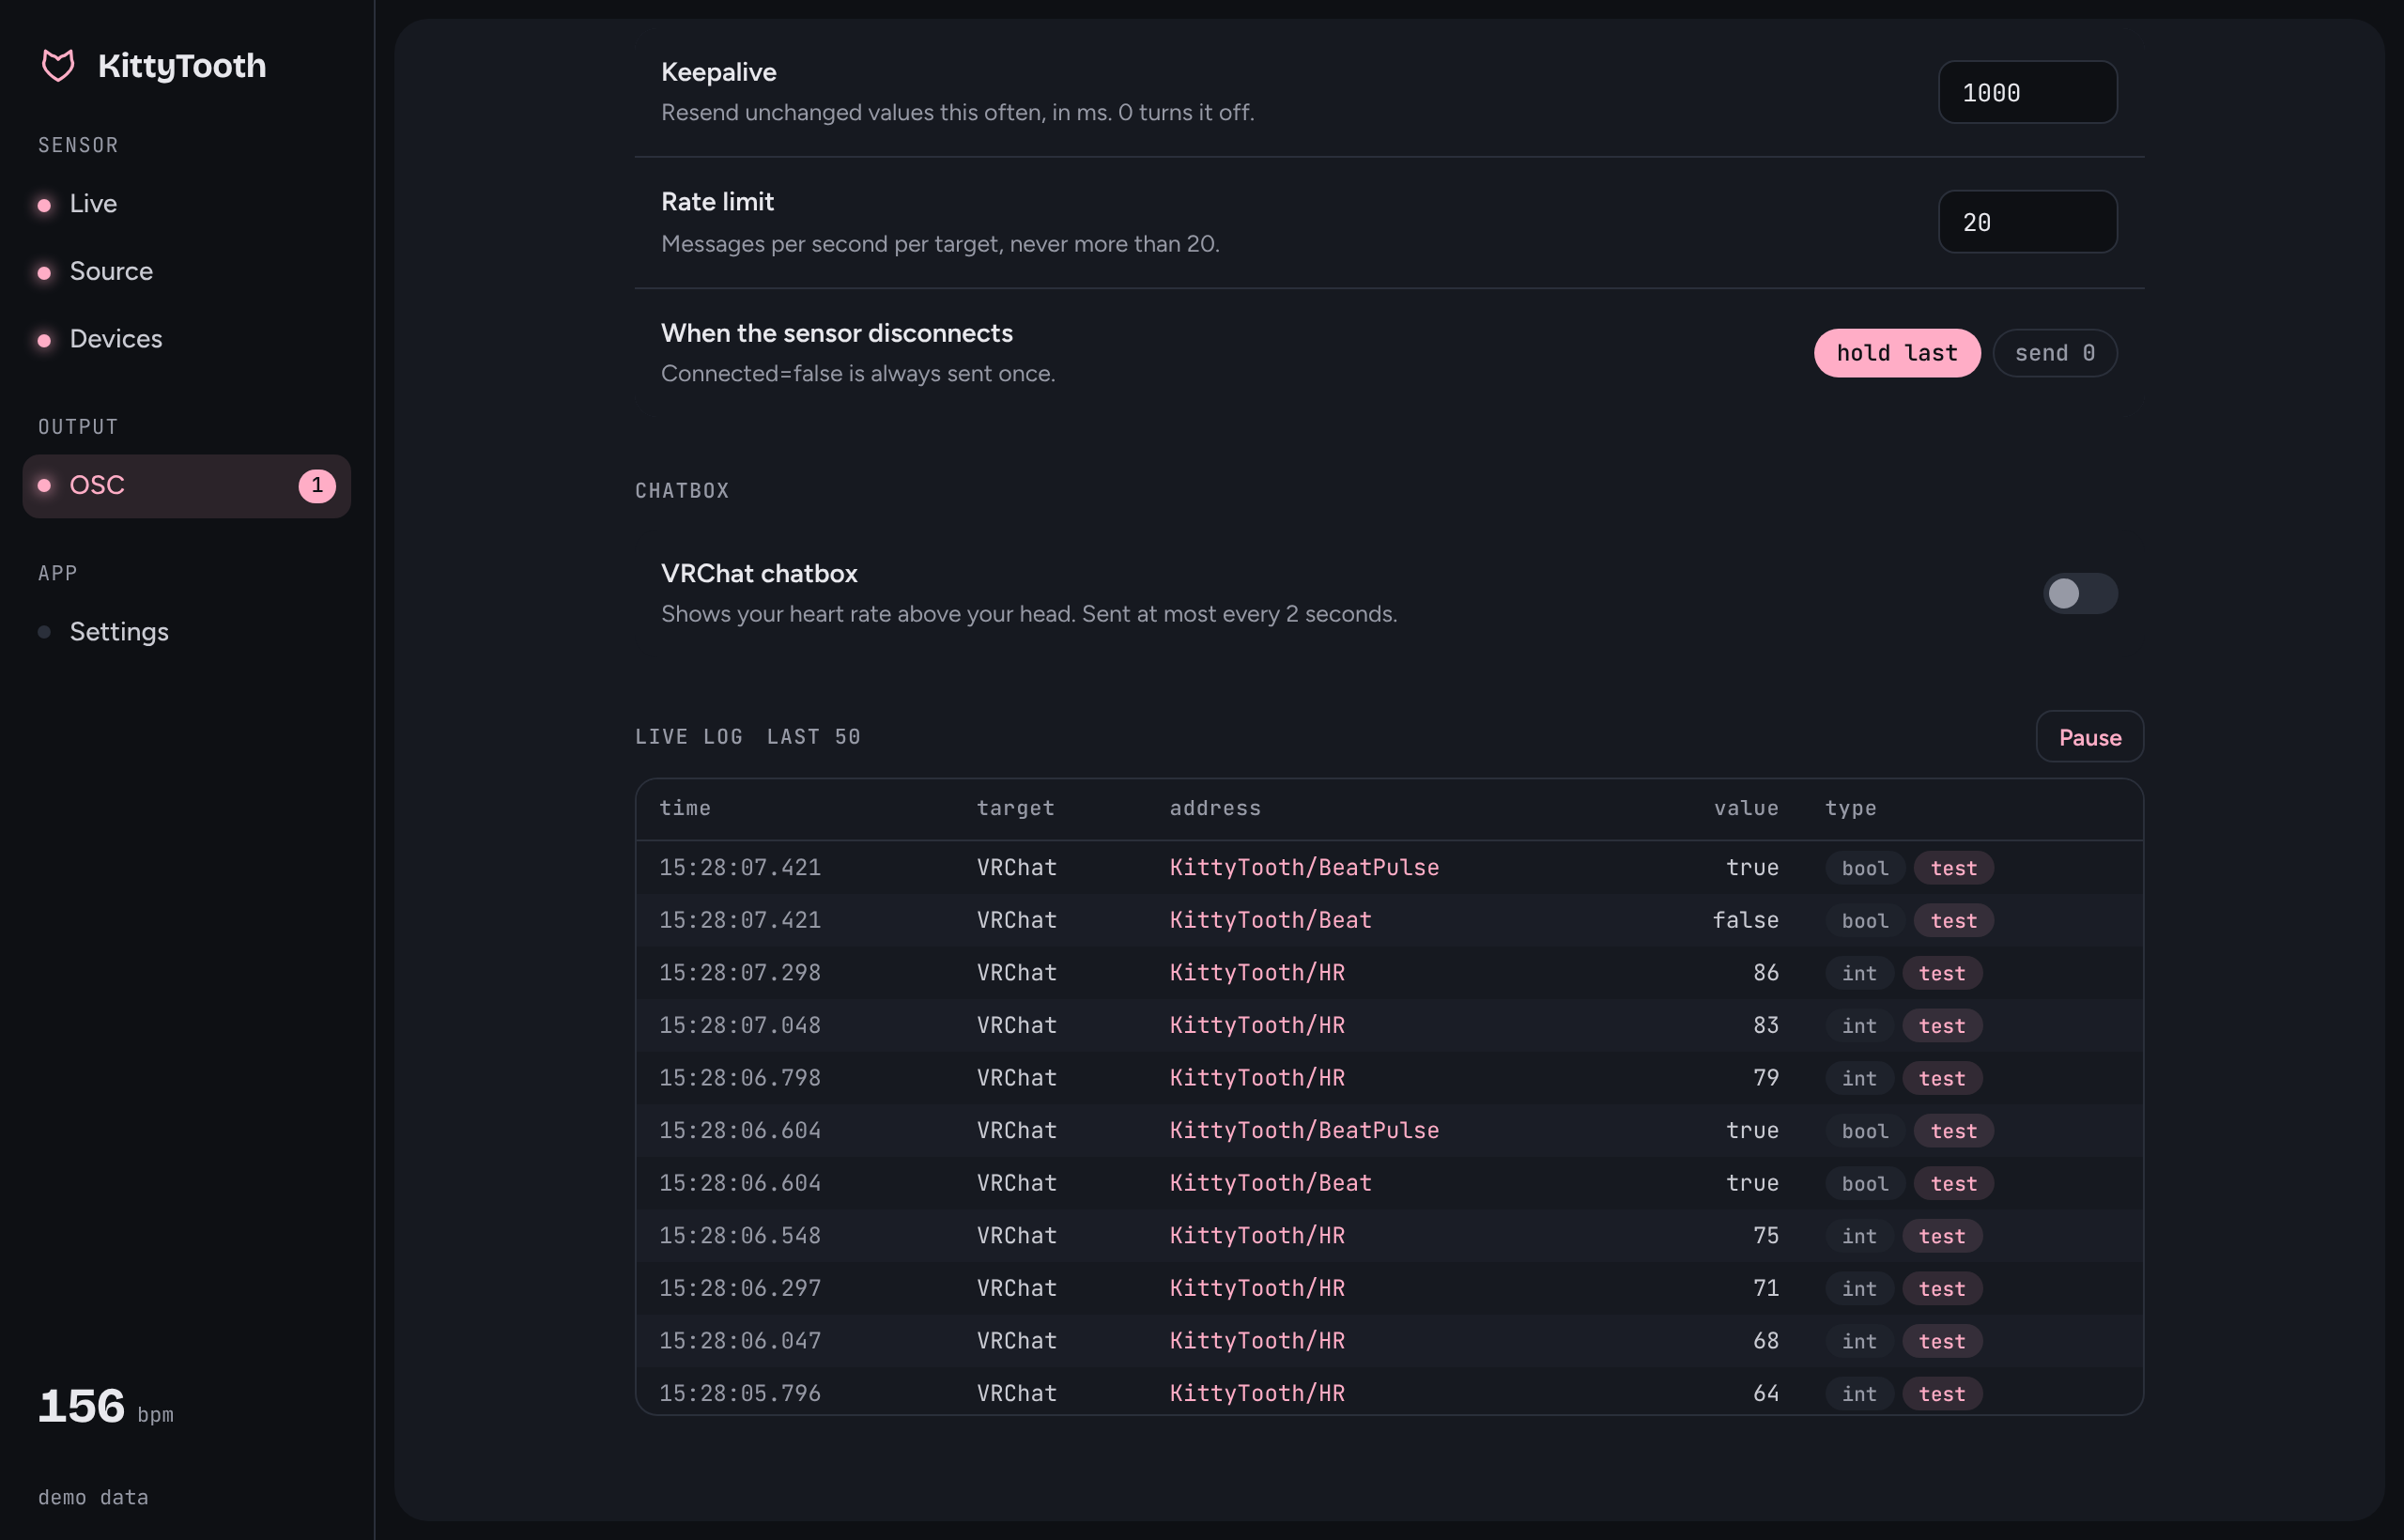 KittyTooth
SENSOR
Live
Source
Devices
OUTPUT
OSC 1
APP
Settings
156 bpm
demo data
Keepalive
Resend unchanged values this often, in ms. 0 turns it off.
1000
Rate limit
Messages per second per target, never more than 20.
20
When the sensor disconnects
Connected=false is always sent once.
hold last send 0
CHATBOX
VRChat chatbox
Shows your heart rate above your head. Sent at most every 2 seconds.
LIVE LOG LAST 50 Pause
time target address value type
15:28:07.421 VRChat KittyTooth/BeatPulse true bool test
15:28:07.421 VRChat KittyTooth/Beat false bool test
15:28:07.298 VRChat KittyTooth/HR 86 int test
15:28:07.048 VRChat KittyTooth/HR 83 int test
15:28:06.798 VRChat KittyTooth/HR 79 int test
15:28:06.604 VRChat KittyTooth/BeatPulse true bool test
15:28:06.604 VRChat KittyTooth/Beat true bool test
15:28:06.548 VRChat KittyTooth/HR 75 int test
15:28:06.297 VRChat KittyTooth/HR 71 int test
15:28:06.047 VRChat KittyTooth/HR 68 int test
15:28:05.796 VRChat KittyTooth/HR 64 int test